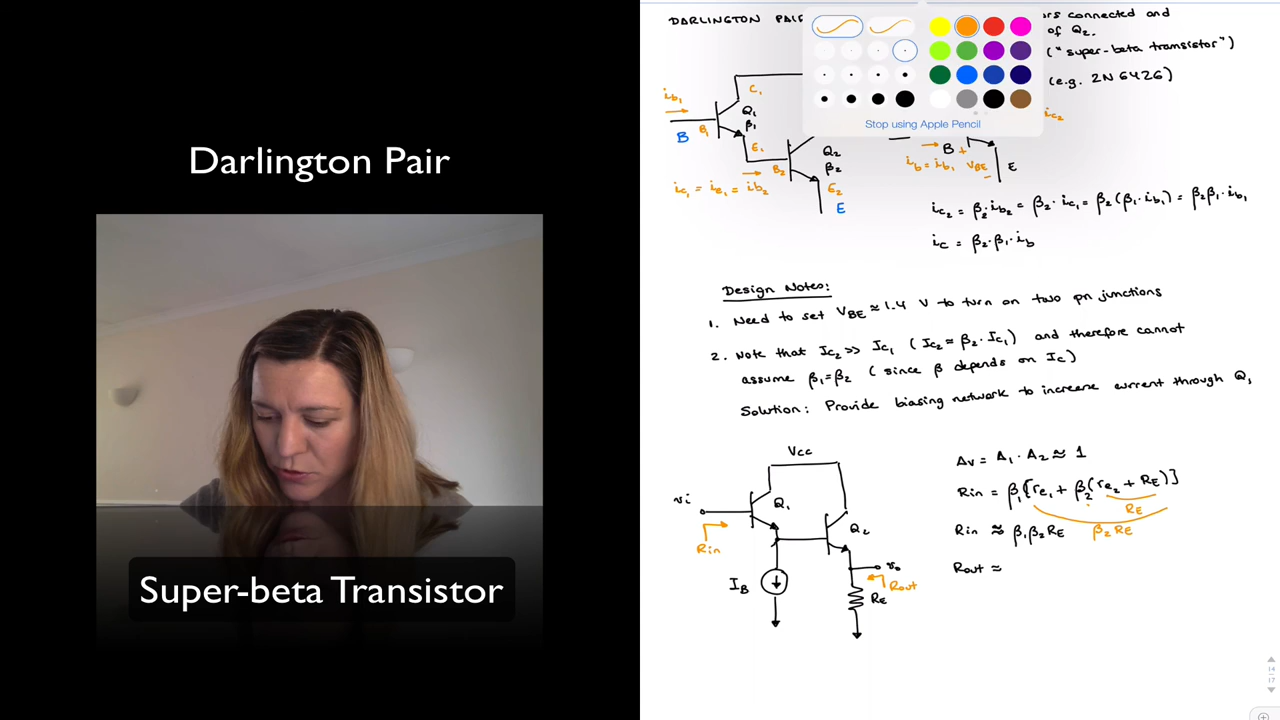 Darlington Pair
Super-beta Transistor
DARLINGTON PAIR
ors connected and
of Q2.
("super-beta transistor")
(e.g. 2N6426)
Stop using Apple Pencil
ib1
C1
Q1
β1
B
B1
E1
B2
Q2
β2
ic1 = ie1 = ib2
E2
E
ic2
B +
ib = ib1 VBE
−
E
ic2 = β2·ib2 = β2·ic1 = β2(β1·ib1) = β2β1·ib1
ic = β2·β1·ib
Design Notes:
1. Need to set VBE ≈ 1.4 V to turn on two pn junctions
2. Note that Ic2 >> Ic1 (Ic2 ≈ β2·Ic1) and therefore cannot
assume β1=β2 (since β depends on Ic)
Solution: Provide biasing network to increase current through Q1
Vcc
vi
Q1
Q2
Rin
IB
vo
Rout
RE
Av = A1·A2 ≈ 1
Rin = β1[re1 + β2(re2 + RE)]
RE
Rin ≈ β1β2RE
β2RE
Rout ≈
14
17